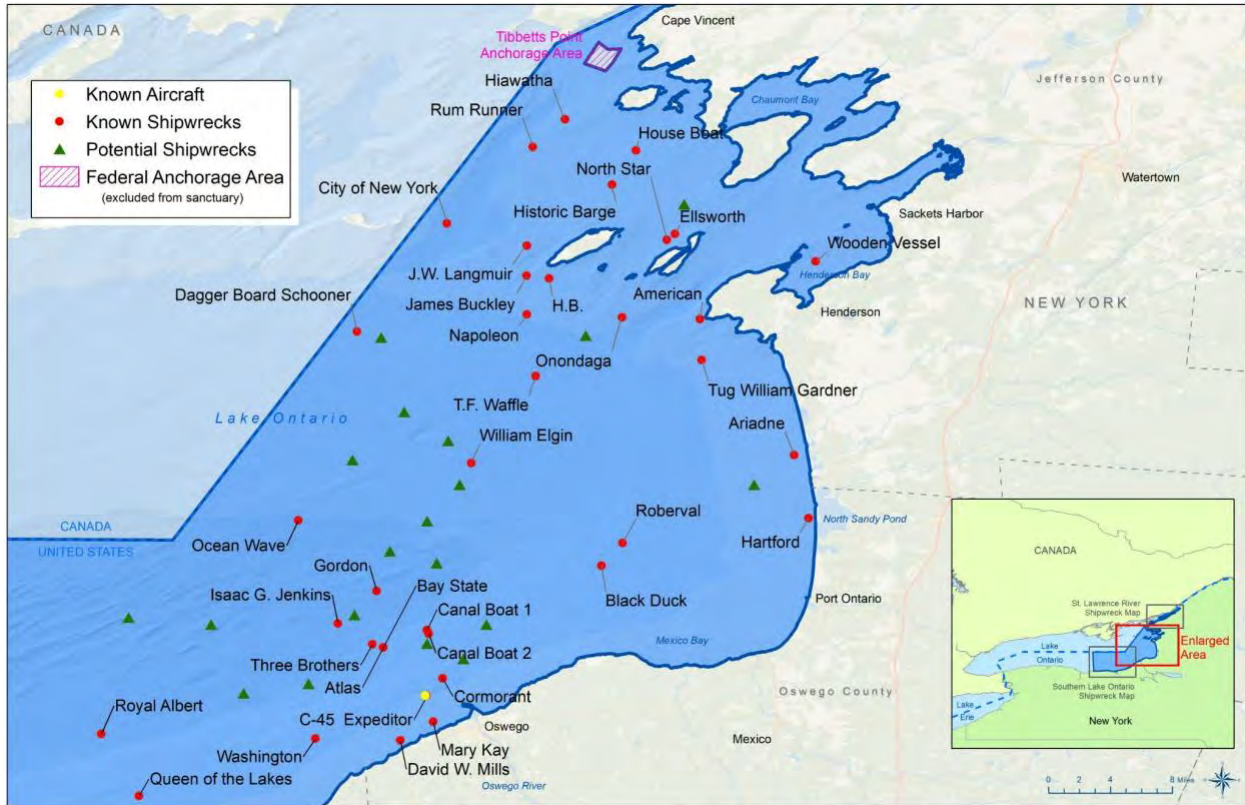 CANADA
Cape Vincent
Tibbetts Point
Anchorage Area
Jefferson County
Known Aircraft
Known Shipwrecks
Potential Shipwrecks
Federal Anchorage Area
(excluded from sanctuary)
Hiawatha
Chaumont Bay
Rum Runner
House Boat
North Star
Watertown
City of New York
Historic Barge
Ellsworth
Sackets Harbor
Wooden Vessel
J.W. Langmuir
Henderson Bay
Dagger Board Schooner
American
James Buckley
H.B.
NEW YORK
Henderson
Napoleon
Onondaga
Tug William Gardner
T.F. Waffle
Lake Ontario
Ariadne
William Elgin
Roberval
North Sandy Pond
CANADA
UNITED STATES
Ocean Wave
Hartford
Gordon
Bay State
Isaac G. Jenkins
Canal Boat 1
Black Duck
Port Ontario
Mexico Bay
Canal Boat 2
Three Brothers
Atlas
Cormorant
Oswego County
Royal Albert
C-45 Expeditor
Oswego
Mexico
Washington
Mary Kay
David W. Mills
Queen of the Lakes
Oswego River
CANADA
St. Lawrence River
Shipwreck Map
Enlarged
Area
Lake
Ontario
Southern Lake Ontario
Shipwreck Map
Lake
Erie
New York
0 2 4 8 Miles